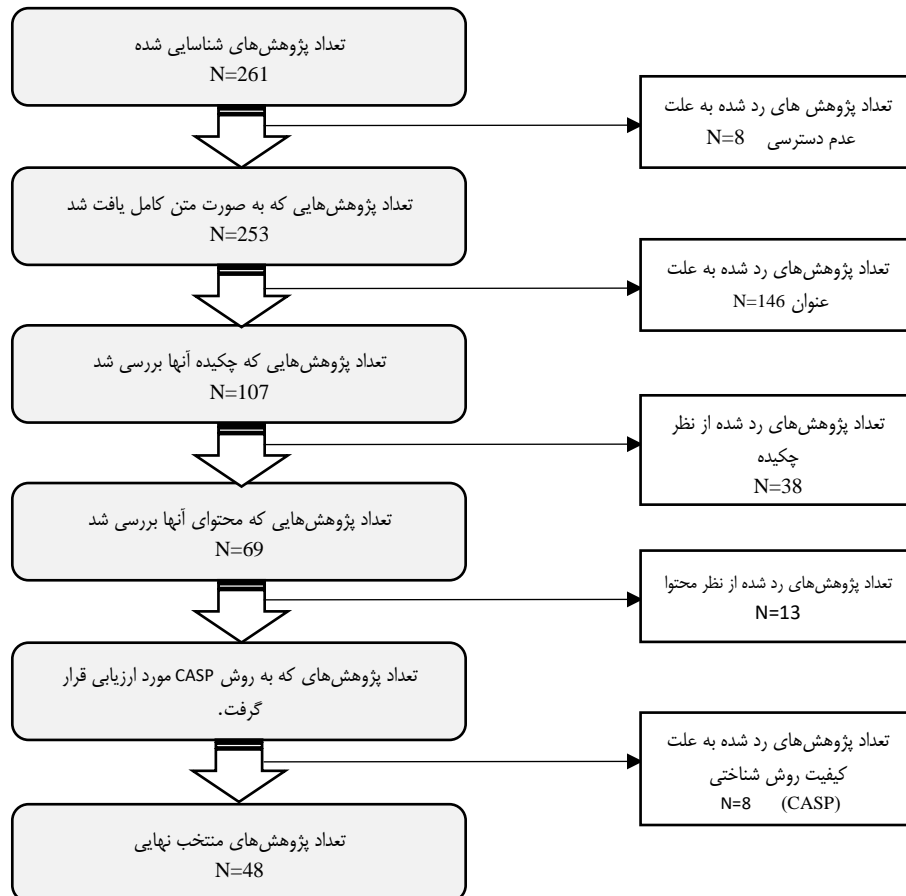 تعداد پژوهش‌های شناسایی شده
N=261
تعداد پژوهش های رد شده به علت
عدم دسترسی N=8
تعداد پژوهش‌هایی که به صورت متن کامل یافت شد
N=253
تعداد پژوهش‌های رد شده به علت
عنوان N=146
تعداد پژوهش‌هایی که چکیده آنها بررسی شد
N=107
تعداد پژوهش‌های رد شده از نظر
چکیده
N=38
تعداد پژوهش‌هایی که محتوای آنها بررسی شد
N=69
تعداد پژوهش‌های رد شده از نظر محتوا
N=13
تعداد پژوهش‌های که به روش CASP مورد ارزیابی قرار
گرفت.
تعداد پژوهش‌های رد شده به علت
کیفیت روش شناختی
N=8 (CASP)
تعداد پژوهش‌های منتخب نهایی
N=48